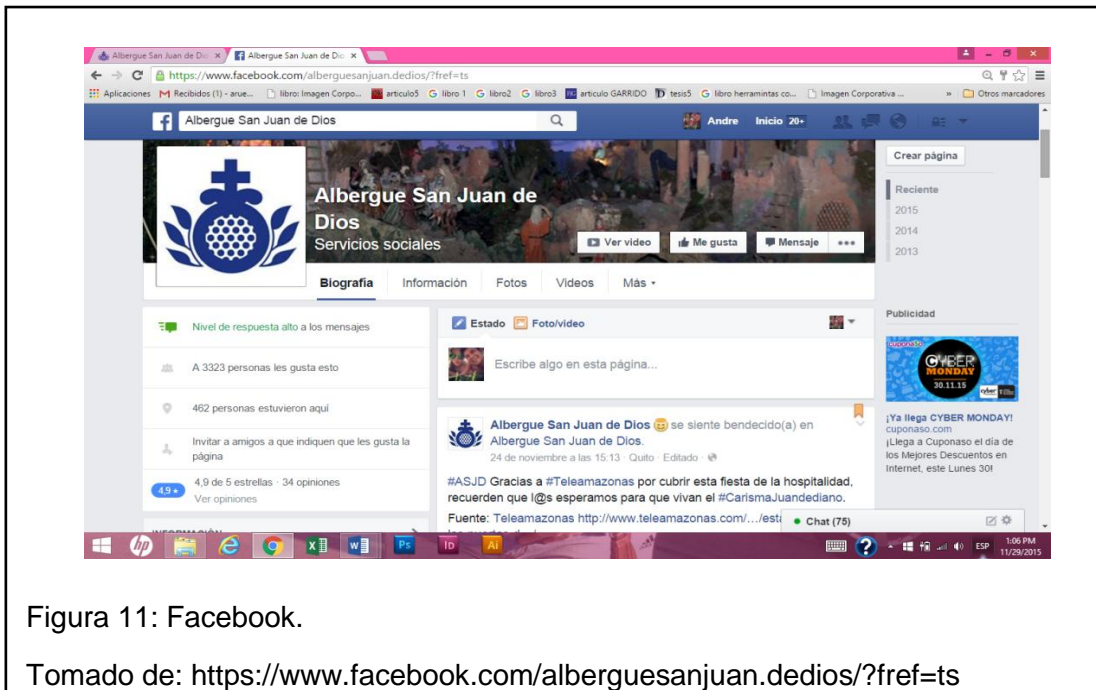 Albergue San Juan de Di
Albergue San Juan de Dio
https://www.facebook.com/alberguesanjuan.dedios/?fref=ts
Aplicaciones Recibidos (1) - arue... libro: Imagen Corpo... articulo5 libro 1 libro2 libro3 articulo GARRIDO tesis5 libro herramintas co... Imagen Corporativa ... » Otros marcadores
Albergue San Juan de Dios
Andre Inicio 20+
Albergue San Juan de
Dios
Servicios sociales
Ver video Me gusta Mensaje •••
Biografía Información Fotos Videos Más
Crear página
Reciente
2015
2014
2013
Nivel de respuesta alto a los mensajes
A 3323 personas les gusta esto
462 personas estuvieron aquí
Invitar a amigos a que indiquen que les gusta la
página
4,9 4,9 de 5 estrellas · 34 opiniones
Ver opiniones
Estado Foto/video
Escribe algo en esta página...
Albergue San Juan de Dios se siente bendecido(a) en
Albergue San Juan de Dios.
24 de noviembre a las 15:13 · Quito · Editado ·
#ASJD Gracias a #Teleamazonas por cubrir esta fiesta de la hospitalidad,
recuerden que l@s esperamos para que vivan el #CarismaJuandediano.
Fuente: Teleamazonas http://www.teleamazonas.com/…/esta
Publicidad
cuponaso
CYBER
MONDAY
30.11.15
cyber
¡Ya llega CYBER MONDAY!
cuponaso.com
¡Llega a Cuponaso el día de
los Mejores Descuentos en
Internet, este Lunes 30!
Chat (75)
hp Ps Id Ai
ESP 1:06 PM
11/29/2015
Figura 11: Facebook.
Tomado de: https://www.facebook.com/alberguesanjuan.dedios/?fref=ts